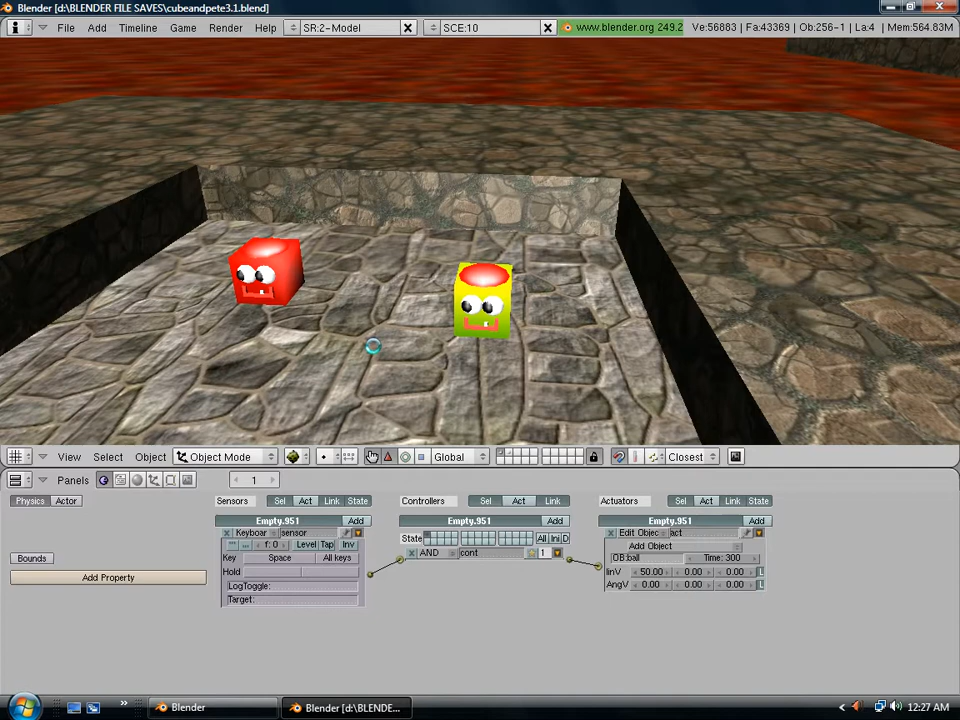 Blender [d:\BLENDER FILE SAVES\cubeandpete3.1.blend]
File Add Timeline Game Render Help SR:2-Model SCE:10 www.blender.org 249.2 Ve:56883 | Fa:43369 | Ob:256-1 | La:4 | Mem:564.83M
View Select Object Object Mode Global Closest
Panels 1
Physics Actor Sensors Sel Act Link State Controllers Sel Act Link Actuators Sel Act Link State
Empty.951 Add Empty.951 Add Empty.951 Add
Keyboar sensor State All Ini D Edit Objec act
f: 0 Level Tap Inv AND cont 1 Add Object
Bounds Key Space All keys OB:ball Time: 300
Hold linV 50.00 0.00 0.00 L
Add Property LogToggle: AngV 0.00 0.00 0.00 L
Target:
Blender Blender [d:\BLENDE... 12:27 AM